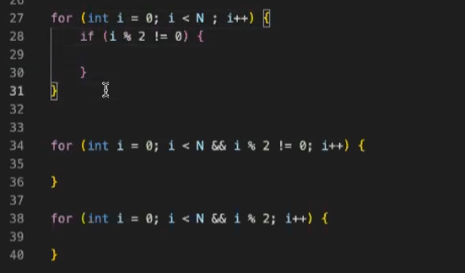 27 for (int i = 0; i < N ; i++) {
28 if (i % 2 != 0) {
29
30 }
31 }
32
33
34 for (int i = 0; i < N && i % 2 != 0; i++) {
35
36 }
37
38 for (int i = 0; i < N && i % 2; i++) {
39
40 }